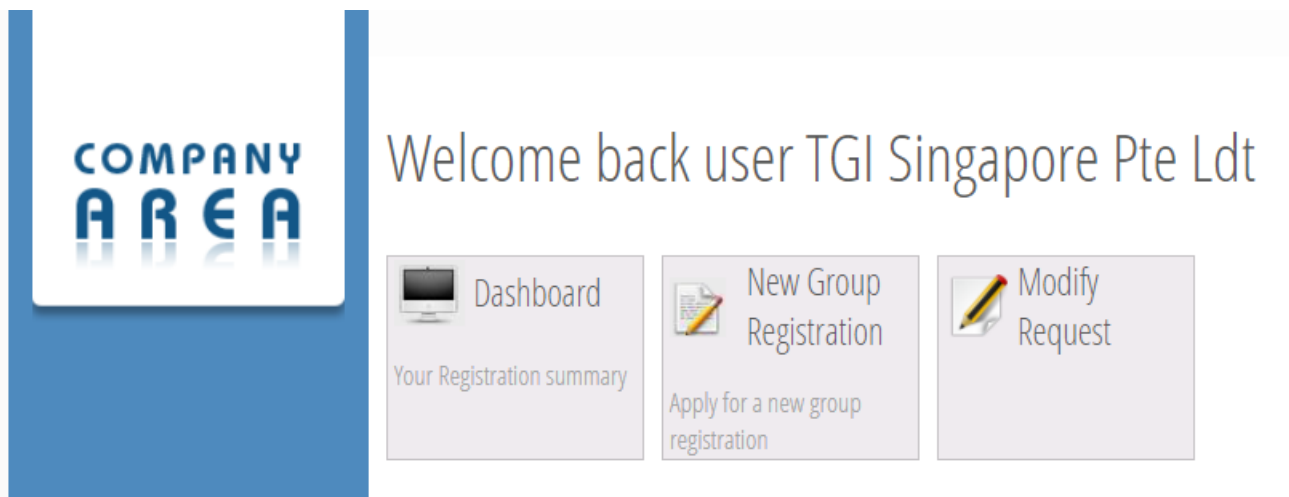 COMPANY
AREA
Welcome back user TGI Singapore Pte Ldt
Dashboard
Your Registration summary
New Group
Registration
Apply for a new group
registration
Modify
Request